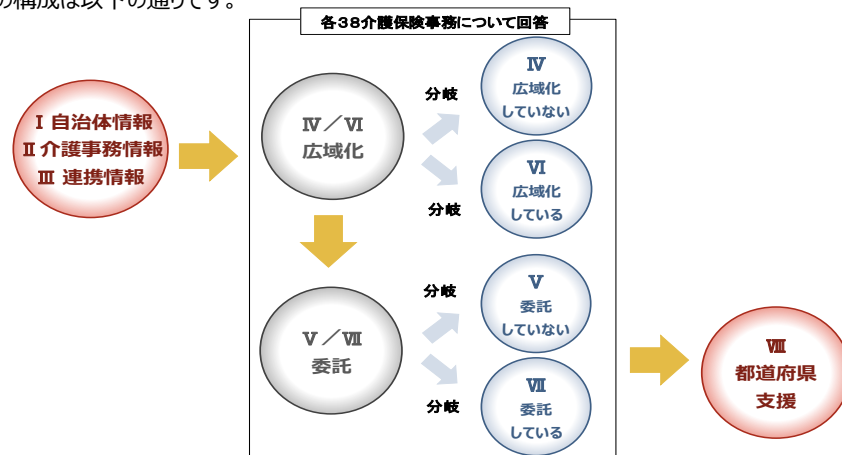 の構成は以下の通りです。
各38介護保険事務について回答
Ⅰ 自治体情報
Ⅱ 介護事務情報
Ⅲ 連携情報
Ⅳ／Ⅵ
広域化
分岐
Ⅳ
広域化
していない
分岐
Ⅵ
広域化
している
Ⅴ／Ⅶ
委託
分岐
Ⅴ
委託
していない
分岐
Ⅶ
委託
している
Ⅷ
都道府県
支援